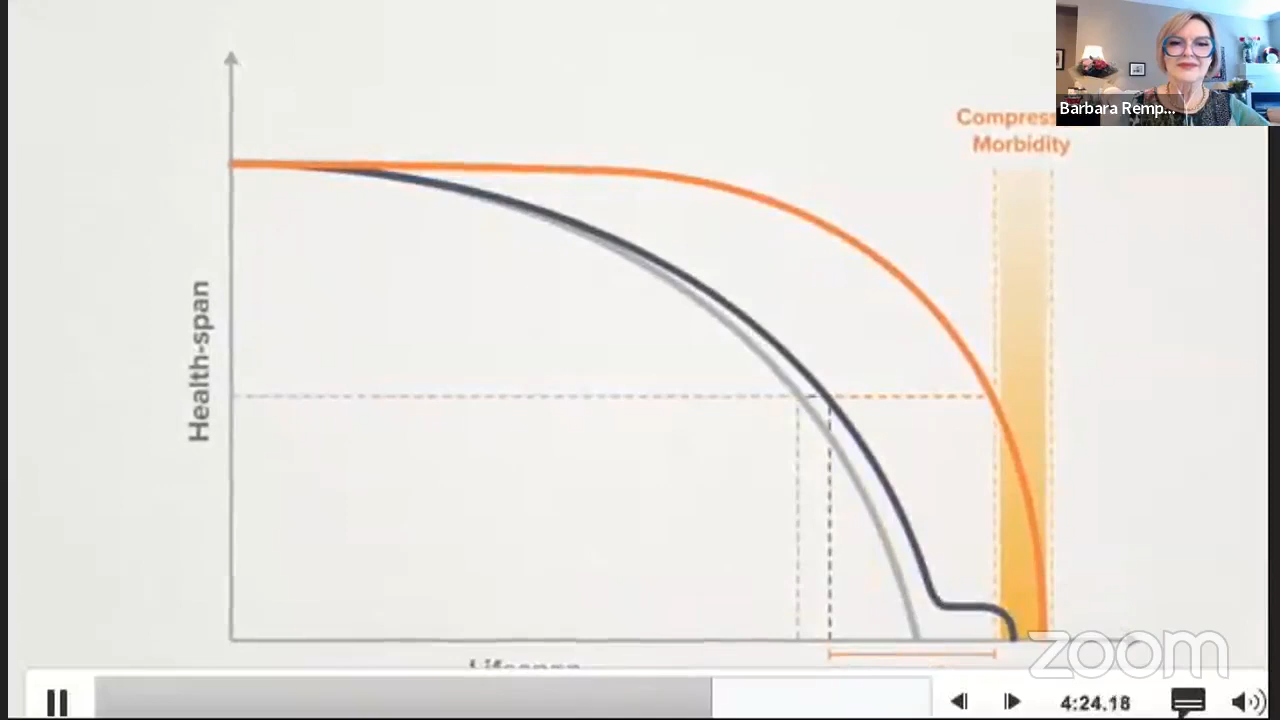 Barbara Remp...
Compress
Morbidity
Health-span
zoom
4:24.18